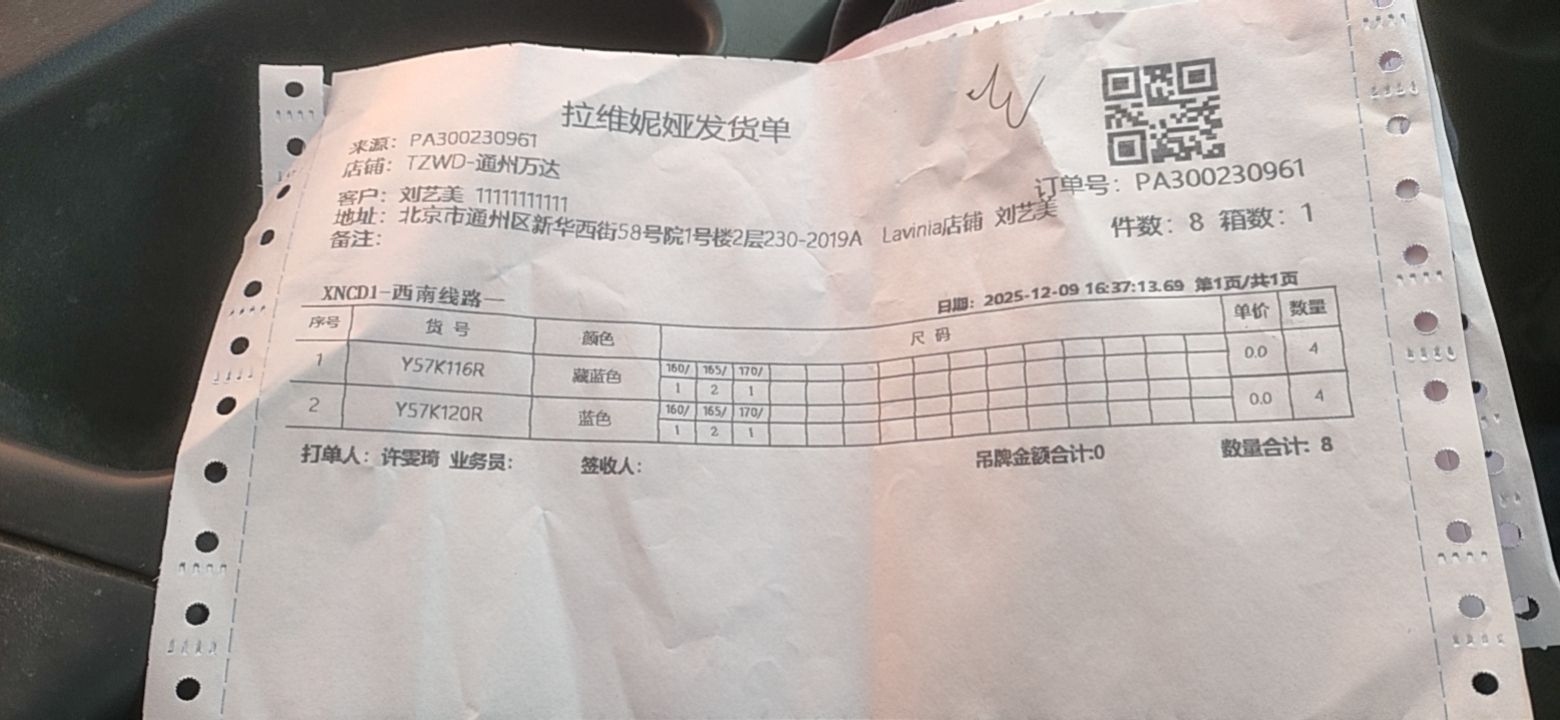 拉维妮娅发货单
来源：PA300230961
店铺：TZWD-通州万达
订单号：PA300230961
客户：刘艺美 11111111111
地址：北京市通州区新华西街58号院1号楼2层230-2019A Lavinia店铺 刘艺美
件数：8 箱数：1
备注：
XNCD1-西南线路一
日期：2025-12-09 16:37:13.69 第1页/共1页
序号 货号 颜色 尺码 单价 数量
1 Y57K116R 藏蓝色 160/ 165/ 170/ 0.0 4
1 2 1
2 Y57K120R 蓝色 160/ 165/ 170/ 0.0 4
1 2 1
打单人：许雯琦 业务员: 签收人: 吊牌金额合计:0 数量合计: 8